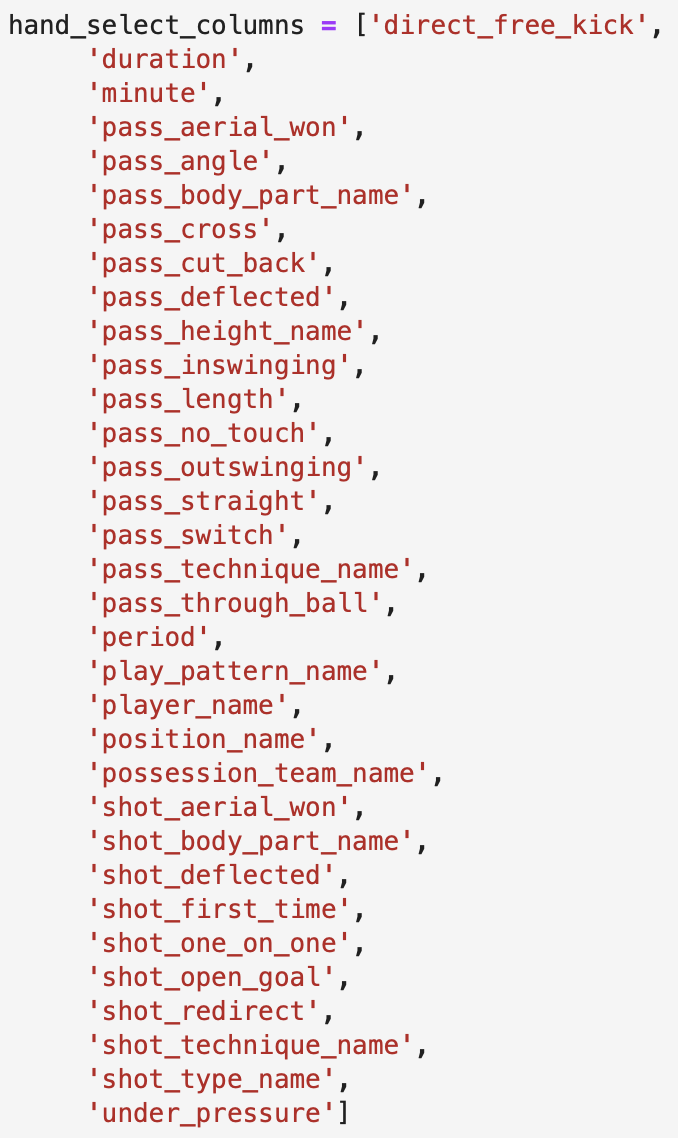 hand_select_columns = ['direct_free_kick',
     'duration',
     'minute',
     'pass_aerial_won',
     'pass_angle',
     'pass_body_part_name',
     'pass_cross',
     'pass_cut_back',
     'pass_deflected',
     'pass_height_name',
     'pass_inswinging',
     'pass_length',
     'pass_no_touch',
     'pass_outswinging',
     'pass_straight',
     'pass_switch',
     'pass_technique_name',
     'pass_through_ball',
     'period',
     'play_pattern_name',
     'player_name',
     'position_name',
     'possession_team_name',
     'shot_aerial_won',
     'shot_body_part_name',
     'shot_deflected',
     'shot_first_time',
     'shot_one_on_one',
     'shot_open_goal',
     'shot_redirect',
     'shot_technique_name',
     'shot_type_name',
     'under_pressure']